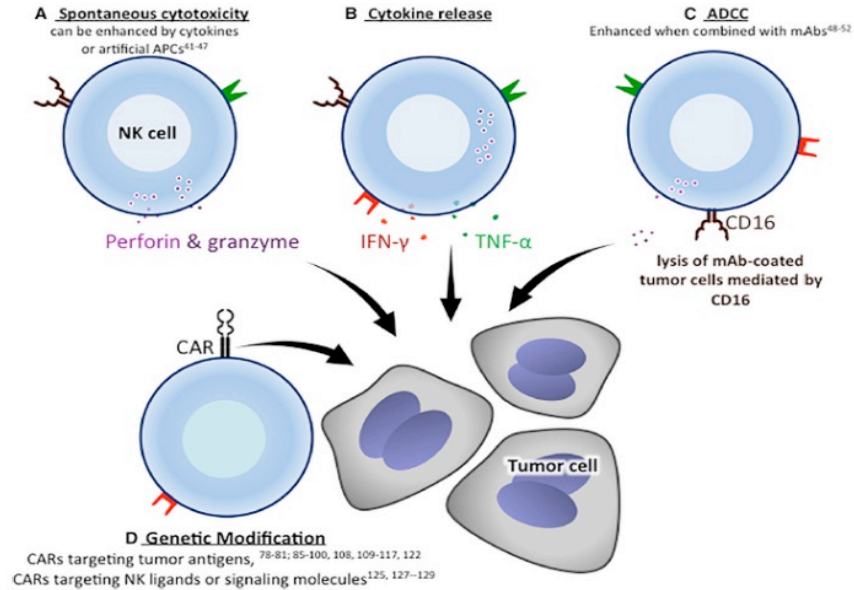 A Spontaneous cytotoxicity
can be enhanced by cytokines
or artificial APCs41-47
B Cytokine release
C ADCC
Enhanced when combined with mAbs48-52
NK cell
Perforin & granzyme
IFN-γ
TNF-α
CD16
lysis of mAb-coated
tumor cells mediated by
CD16
CAR
Tumor cell
D Genetic Modification
CARs targeting tumor antigens, 78-81; 85-100, 108, 109-117, 122
CARs targeting NK ligands or signaling molecules125, 127--129